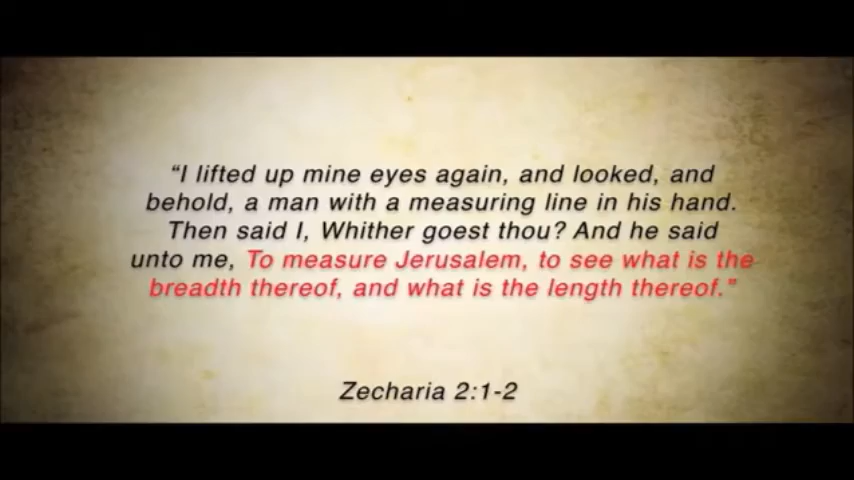 “I lifted up mine eyes again, and looked, and
behold, a man with a measuring line in his hand.
Then said I, Whither goest thou? And he said
unto me, To measure Jerusalem, to see what is the
breadth thereof, and what is the length thereof.”
Zecharia 2:1-2